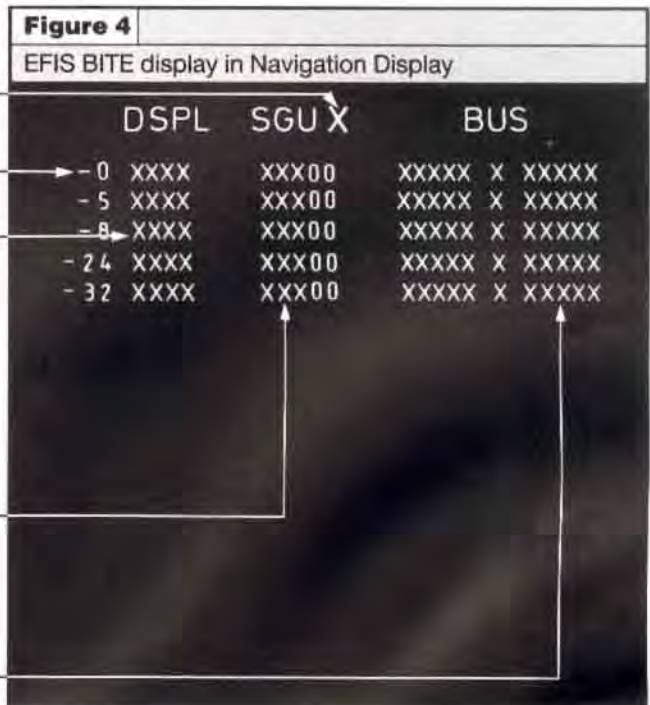 Figure 4
EFIS BITE display in Navigation Display
DSPL SGU X BUS
- 0 XXXX XXX00 XXXXX X XXXXX
- 5 XXXX XXX00 XXXXX X XXXXX
- 8 XXXX XXX00 XXXXX X XXXXX
- 24 XXXX XXX00 XXXXX X XXXXX
- 32 XXXX XXX00 XXXXX X XXXXX